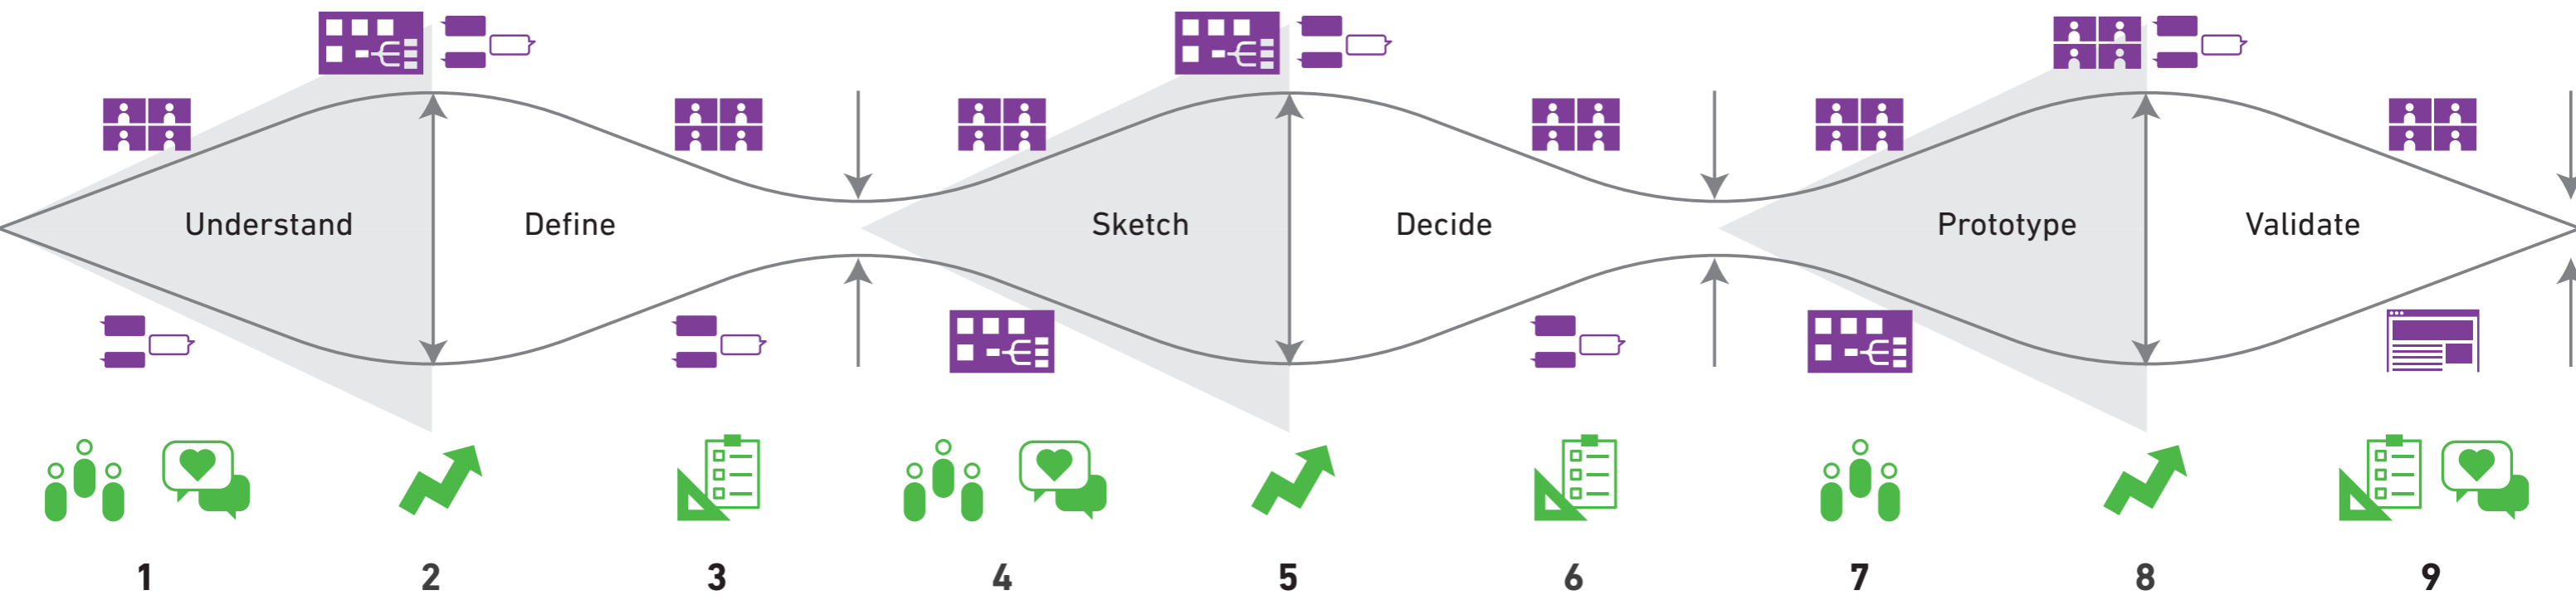 Understand
Define
Sketch
Decide
Prototype
Validate
1
2
3
4
5
6
7
8
9